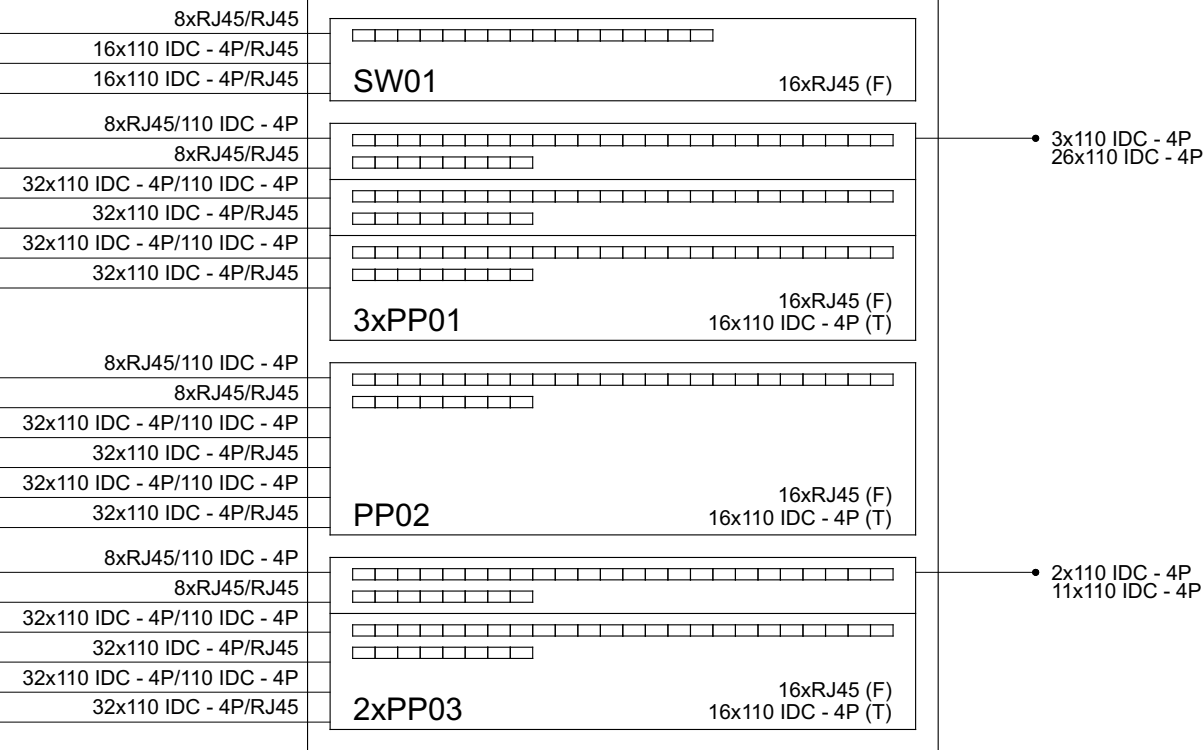 8xRJ45/RJ45
16x110 IDC - 4P/RJ45
16x110 IDC - 4P/RJ45
SW01
16xRJ45 (F)
8xRJ45/110 IDC - 4P
8xRJ45/RJ45
32x110 IDC - 4P/110 IDC - 4P
32x110 IDC - 4P/RJ45
32x110 IDC - 4P/110 IDC - 4P
32x110 IDC - 4P/RJ45
3xPP01
16xRJ45 (F)
16x110 IDC - 4P (T)
3x110 IDC - 4P
26x110 IDC - 4P
8xRJ45/110 IDC - 4P
8xRJ45/RJ45
32x110 IDC - 4P/110 IDC - 4P
32x110 IDC - 4P/RJ45
32x110 IDC - 4P/110 IDC - 4P
32x110 IDC - 4P/RJ45
PP02
16xRJ45 (F)
16x110 IDC - 4P (T)
8xRJ45/110 IDC - 4P
8xRJ45/RJ45
32x110 IDC - 4P/110 IDC - 4P
32x110 IDC - 4P/RJ45
32x110 IDC - 4P/110 IDC - 4P
32x110 IDC - 4P/RJ45
2xPP03
16xRJ45 (F)
16x110 IDC - 4P (T)
2x110 IDC - 4P
11x110 IDC - 4P